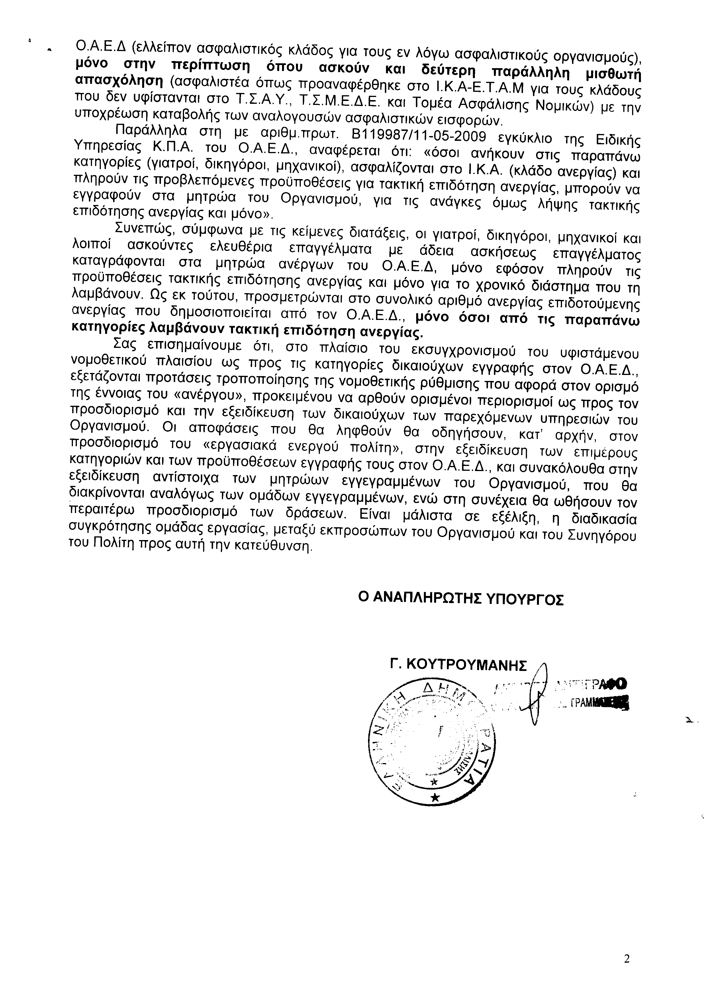 Ο.Α.Ε.Δ (ελλείπον ασφαλιστικός κλάδος για τους εν λόγω ασφαλιστικούς οργανισμούς),
μόνο στην περίπτωση όπου ασκούν και δεύτερη παράλληλη μισθωτή
απασχόληση (ασφαλιστέα όπως προαναφέρθηκε στο Ι.Κ.Α-Ε.Τ.Α.Μ για τους κλάδους
που δεν υφίστανται στο Τ.Σ.Α.Υ., Τ.Σ.Μ.Ε.Δ.Ε. και Τομέα Ασφάλισης Νομικών) με την
υποχρέωση καταβολής των αναλογουσών ασφαλιστικών εισφορών.
Παράλληλα στη με αριθμ.πρωτ. Β119987/11-05-2009 εγκύκλιο της Ειδικής
Υπηρεσίας Κ.Π.Α. του Ο.Α.Ε.Δ., αναφέρεται ότι: «όσοι ανήκουν στις παραπάνω
κατηγορίες (γιατροί, δικηγόροι, μηχανικοί), ασφαλίζονται στο Ι.Κ.Α. (κλάδο ανεργίας) και
πληρούν τις προβλεπόμενες προϋποθέσεις για τακτική επιδότηση ανεργίας, μπορούν να
εγγραφούν στα μητρώα του Οργανισμού, για τις ανάγκες όμως λήψης τακτικής
επιδότησης ανεργίας και μόνο».
Συνεπώς, σύμφωνα με τις κείμενες διατάξεις, οι γιατροί, δικηγόροι, μηχανικοί και
λοιποί ασκούντες ελευθέρια επαγγέλματα με άδεια ασκήσεως επαγγέλματος
καταγράφονται στα μητρώα ανέργων του Ο.Α.Ε.Δ, μόνο εφόσον πληρούν τις
προϋποθέσεις τακτικής επιδότησης ανεργίας και μόνο για το χρονικό διάστημα που τη
λαμβάνουν. Ως εκ τούτου, προσμετρώνται στο συνολικό αριθμό ανεργίας επιδοτούμενης
ανεργίας που δημοσιοποιείται από τον Ο.Α.Ε.Δ., μόνο όσοι από τις παραπάνω
κατηγορίες λαμβάνουν τακτική επιδότηση ανεργίας.
Σας επισημαίνουμε ότι, στο πλαίσιο του εκσυγχρονισμού του υφιστάμενου
νομοθετικού πλαισίου ως προς τις κατηγορίες δικαιούχων εγγραφής στον Ο.Α.Ε.Δ.,
εξετάζονται προτάσεις τροποποίησης της νομοθετικής ρύθμισης που αφορά στον ορισμό
της έννοιας του «ανέργου», προκειμένου να αρθούν ορισμένοι περιορισμοί ως προς τον
προσδιορισμό και την εξειδίκευση των δικαιούχων των παρεχόμενων υπηρεσιών του
Οργανισμού. Οι αποφάσεις που θα ληφθούν θα οδηγήσουν, κατ’ αρχήν, στον
προσδιορισμό του «εργασιακά ενεργού πολίτη», στην εξειδίκευση των επιμέρους
κατηγοριών και των προϋποθέσεων εγγραφής τους στον Ο.Α.Ε.Δ., και συνακόλουθα στην
εξειδίκευση αντίστοιχα των μητρώων εγγεγραμμένων του Οργανισμού, που θα
διακρίνονται αναλόγως των ομάδων εγγεγραμμένων, ενώ στη συνέχεια θα ωθήσουν τον
περαιτέρω προσδιορισμό των δράσεων. Είναι μάλιστα σε εξέλιξη, η διαδικασία
συγκρότησης ομάδας εργασίας, μεταξύ εκπροσώπων του Οργανισμού και του Συνηγόρου
του Πολίτη προς αυτή την κατεύθυνση.
Ο ΑΝΑΠΛΗΡΩΤΗΣ ΥΠΟΥΡΓΟΣ
Γ. ΚΟΥΤΡΟΥΜΑΝΗΣ
ΑΝΤΙΓΡΑΦΟ
ΕΛΛΗΝΙΚΗ ΔΗΜΟΚΡΑΤΙΑ
2